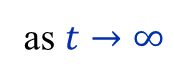 as t → ∞